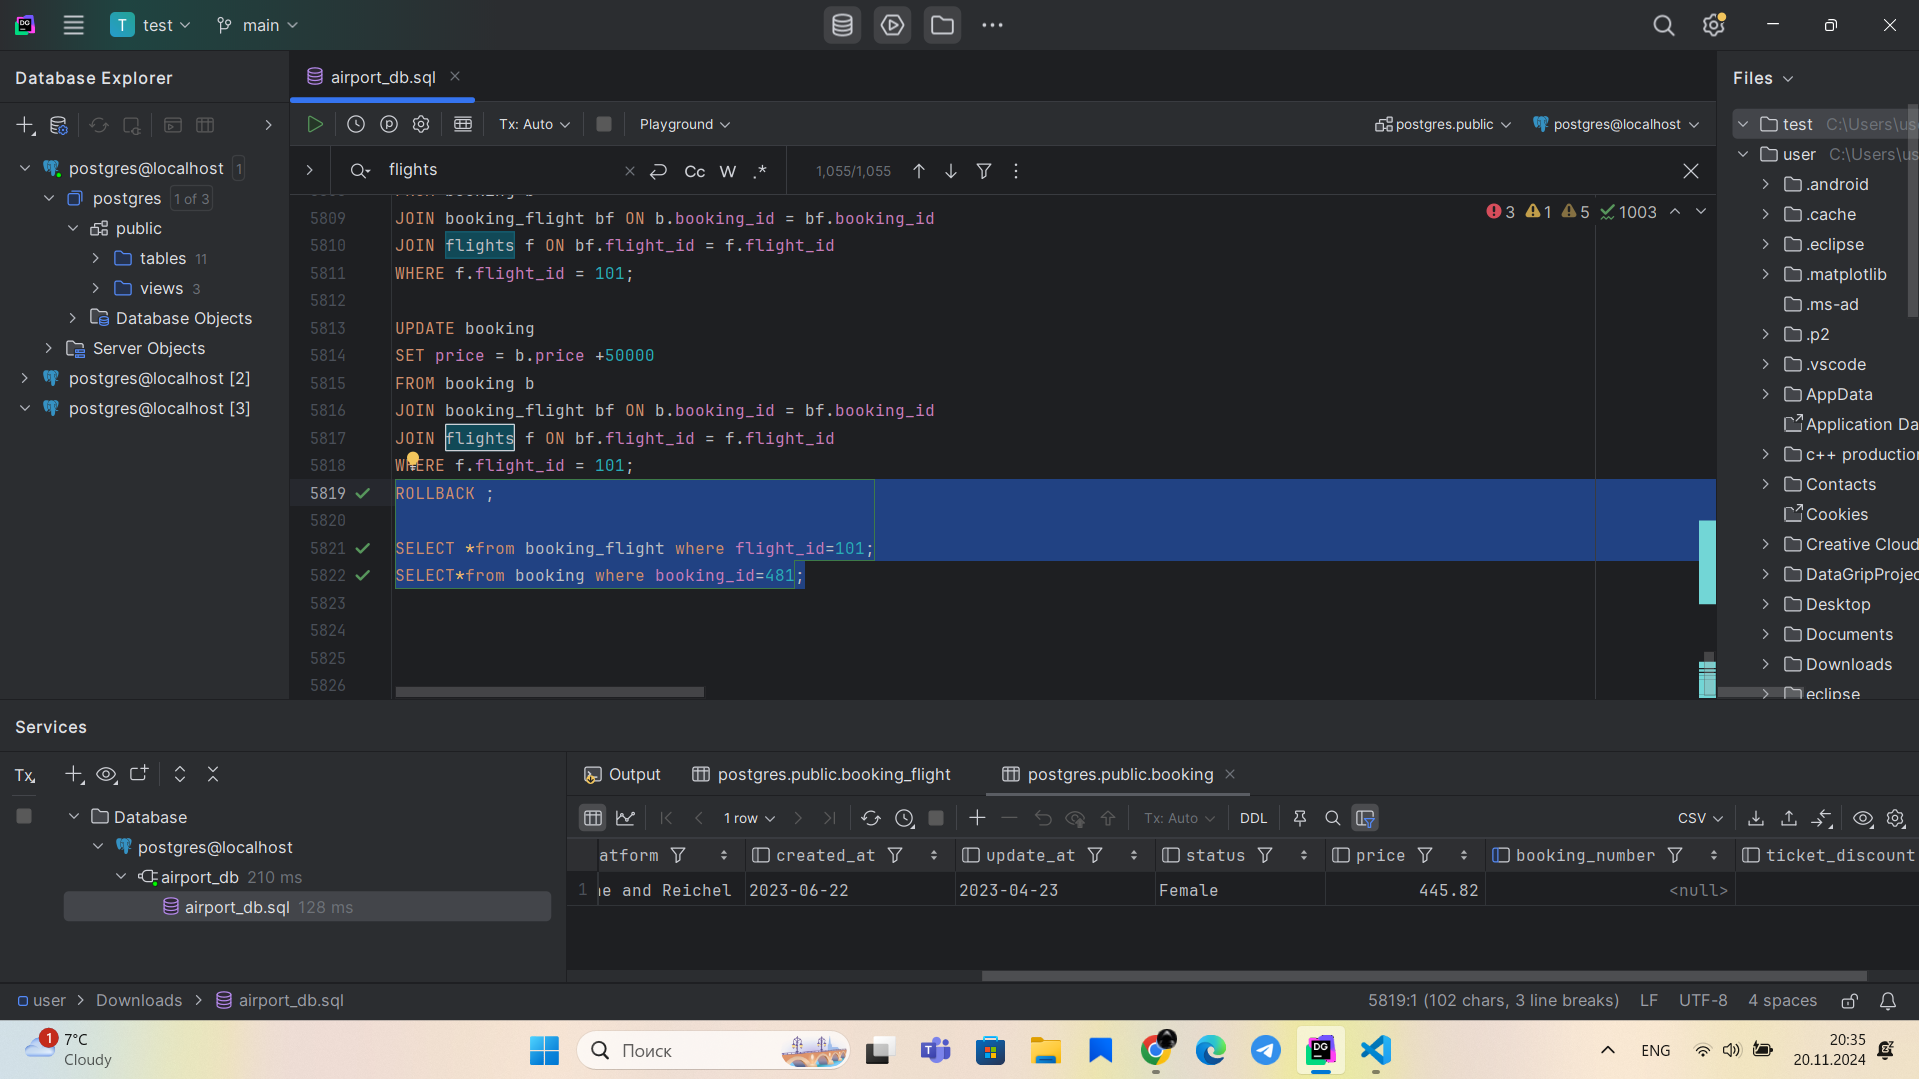 test
main
Database Explorer
airport_db.sql
Files
Tx: Auto
Playground
postgres.public
postgres@localhost
test C:\Users\us
flights
Cc
W
.*
1,055/1,055
user C:\Users\us
postgres@localhost 1
postgres 1 of 3
public
tables 11
views 3
Database Objects
Server Objects
postgres@localhost [2]
postgres@localhost [3]
3 1 5 1003
5809 JOIN booking_flight bf ON b.booking_id = bf.booking_id
5810 JOIN flights f ON bf.flight_id = f.flight_id
5811 WHERE f.flight_id = 101;
5812
5813 UPDATE booking
5814 SET price = b.price +50000
5815 FROM booking b
5816 JOIN booking_flight bf ON b.booking_id = bf.booking_id
5817 JOIN flights f ON bf.flight_id = f.flight_id
5818 WHERE f.flight_id = 101;
5819 ROLLBACK ;
5820
5821 SELECT *from booking_flight where flight_id=101;
5822 SELECT*from booking where booking_id=481;
5823
5824
5825
5826
.android
.cache
.eclipse
.matplotlib
.ms-ad
.p2
.vscode
AppData
Application Da
c++ production
Contacts
Cookies
Creative Cloud
DataGripProjec
Desktop
Documents
Downloads
eclipse
Services
Tx
Database
postgres@localhost
airport_db 210 ms
airport_db.sql 128 ms
Output
postgres.public.booking_flight
postgres.public.booking
1 row
Tx: Auto
DDL
CSV
atform created_at update_at status price booking_number ticket_discount
1 ne and Reichel 2023-06-22 2023-04-23 Female 445.82 <null>
user > Downloads > airport_db.sql
5819:1 (102 chars, 3 line breaks) LF UTF-8 4 spaces
1
7°C
Cloudy
Поиск
DG
ENG
20:35
20.11.2024